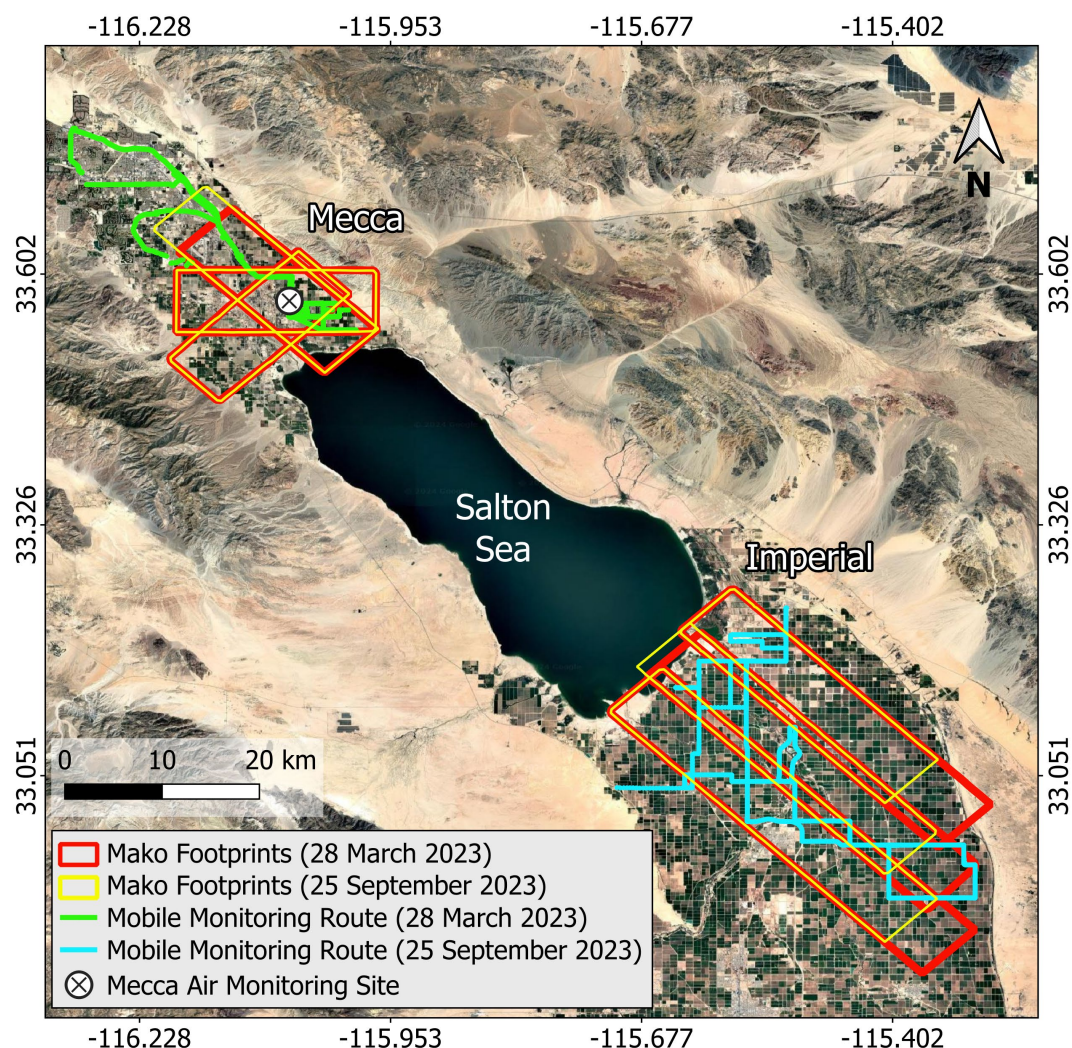 -116.228 -115.953 -115.677 -115.402
N
Mecca
33.602
33.602
Salton
Sea
33.326
33.326
Imperial
0 10 20 km
33.051
33.051
Mako Footprints (28 March 2023)
Mako Footprints (25 September 2023)
Mobile Monitoring Route (28 March 2023)
Mobile Monitoring Route (25 September 2023)
Mecca Air Monitoring Site
-116.228 -115.953 -115.677 -115.402